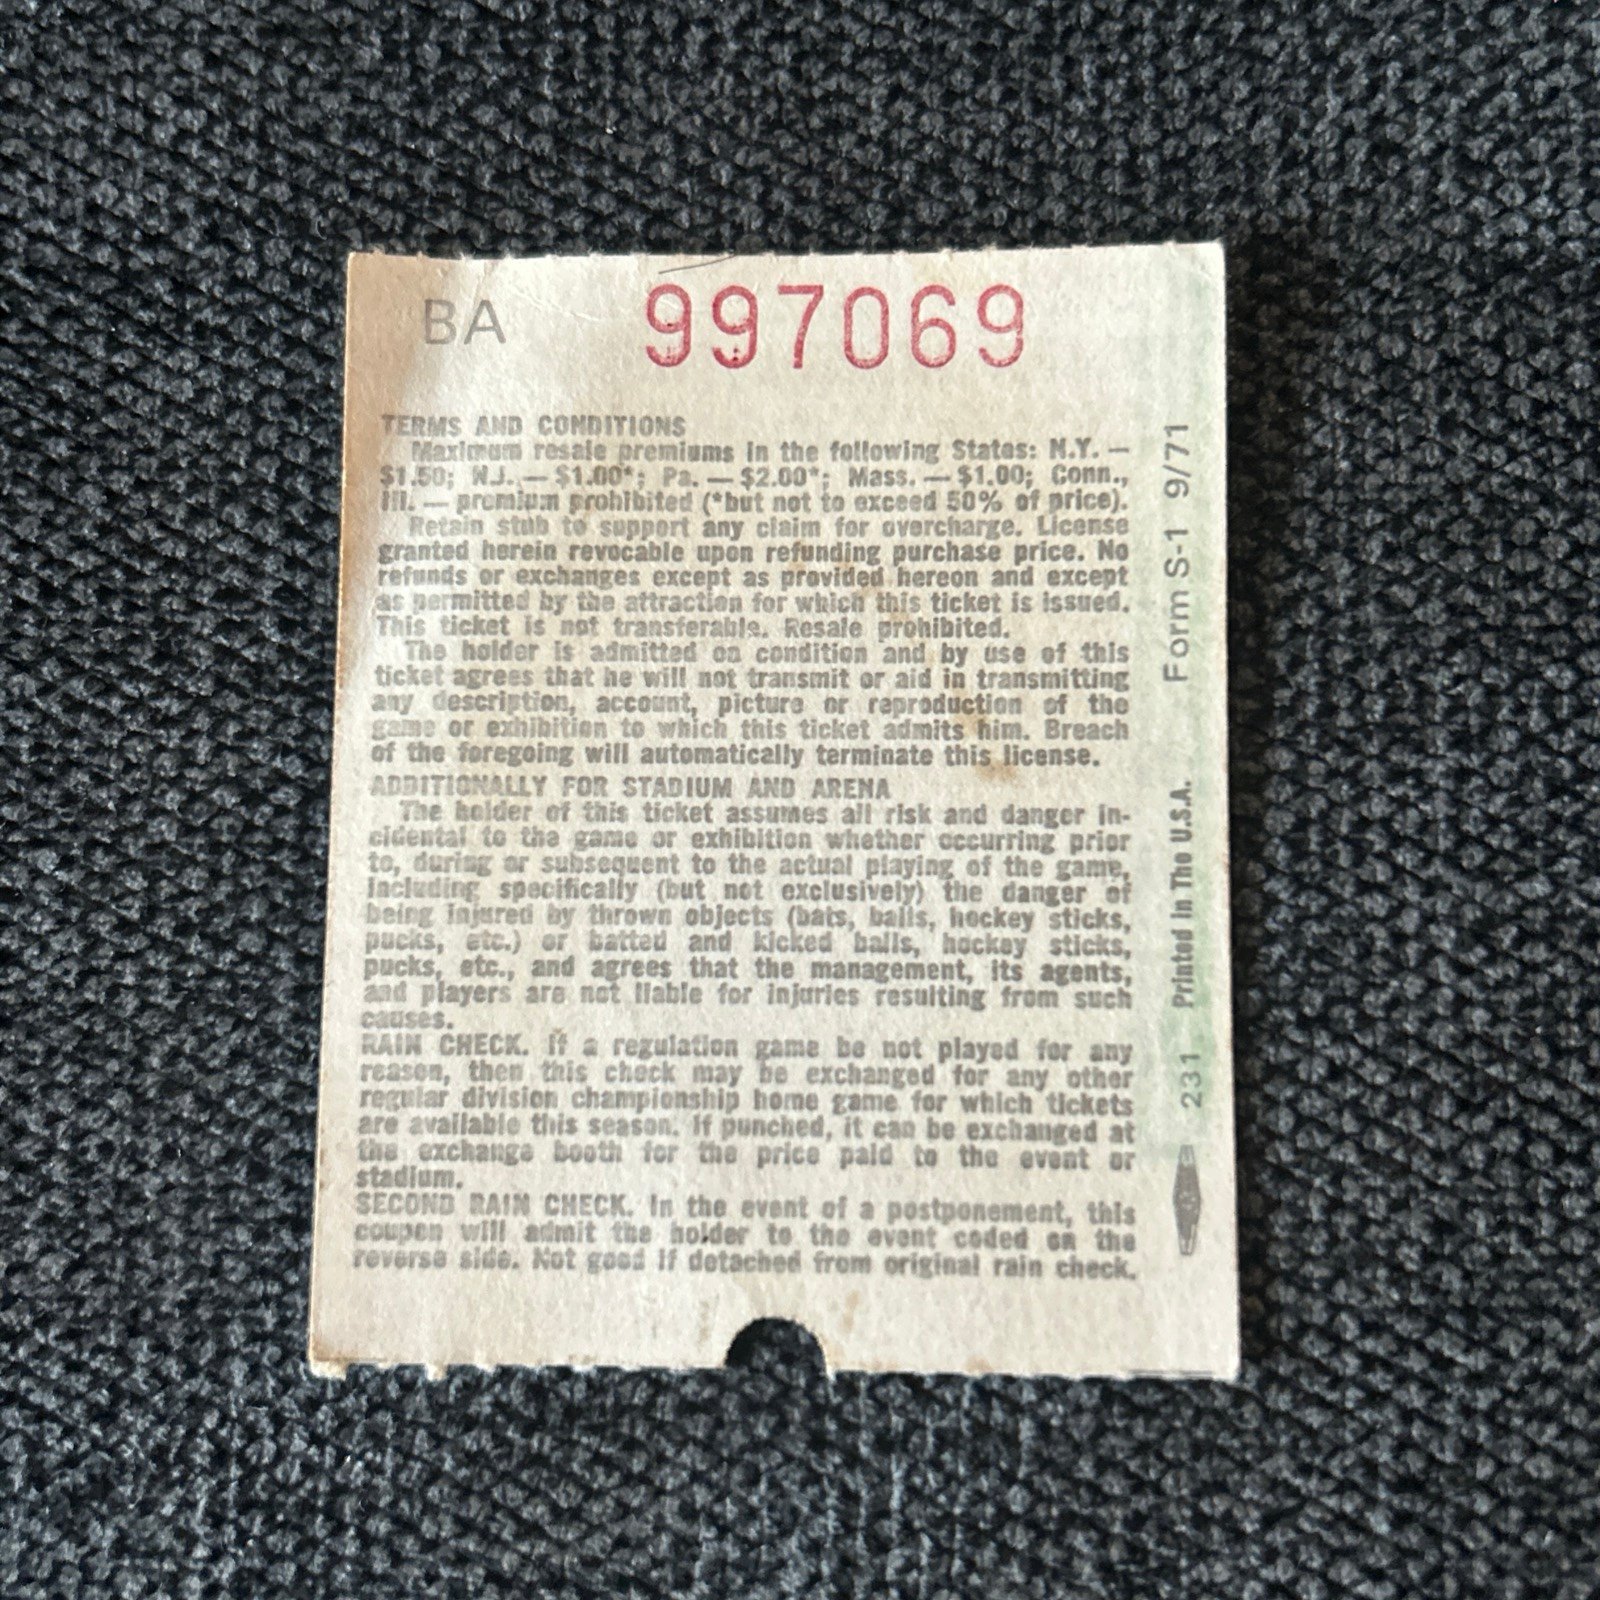 BA 997069
TERMS AND CONDITIONS
Maximum resale premiums in the following States: N.Y. —
$1.50; N.J. — $1.00*; Pa. — $2.00*; Mass. — $1.00; Conn.,
Ill. — premium prohibited (*but not to exceed 50% of price).
Retain stub to support any claim for overcharge. License
granted herein revocable upon refunding purchase price. No
refunds or exchanges except as provided hereon and except
as permitted by the attraction for which this ticket is issued.
This ticket is not transferable. Resale prohibited.
The holder is admitted on condition and by use of this
ticket agrees that he will not transmit or aid in transmitting
any description, account, picture or reproduction of the
game or exhibition to which this ticket admits him. Breach
of the foregoing will automatically terminate this license.
ADDITIONALLY FOR STADIUM AND ARENA
The holder of this ticket assumes all risk and danger in-
cidental to the game or exhibition whether occurring prior
to, during or subsequent to the actual playing of the game,
including specifically (but not exclusively) the danger of
being injured by thrown objects (bats, balls, hockey sticks,
pucks, etc.) or batted and kicked balls, hockey sticks,
pucks, etc., and agrees that the management, its agents,
and players are not liable for injuries resulting from such
causes.
RAIN CHECK. If a regulation game be not played for any
reason, then this check may be exchanged for any other
regular division championship home game for which tickets
are available this season. If punched, it can be exchanged at
the exchange booth for the price paid to the event or
stadium.
SECOND RAIN CHECK. In the event of a postponement, this
coupon will admit the holder to the event coded on the
reverse side. Not good if detached from original rain check.
231 Printed In The U.S.A. Form S-1 9/71